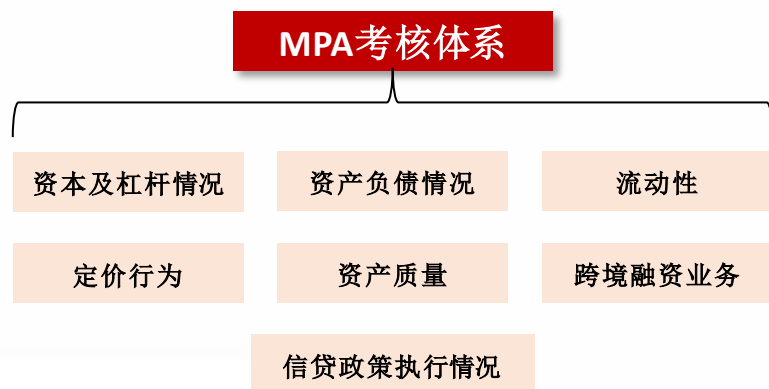 MPA考核体系
资本及杠杆情况
资产负债情况
流动性
定价行为
资产质量
跨境融资业务
信贷政策执行情况